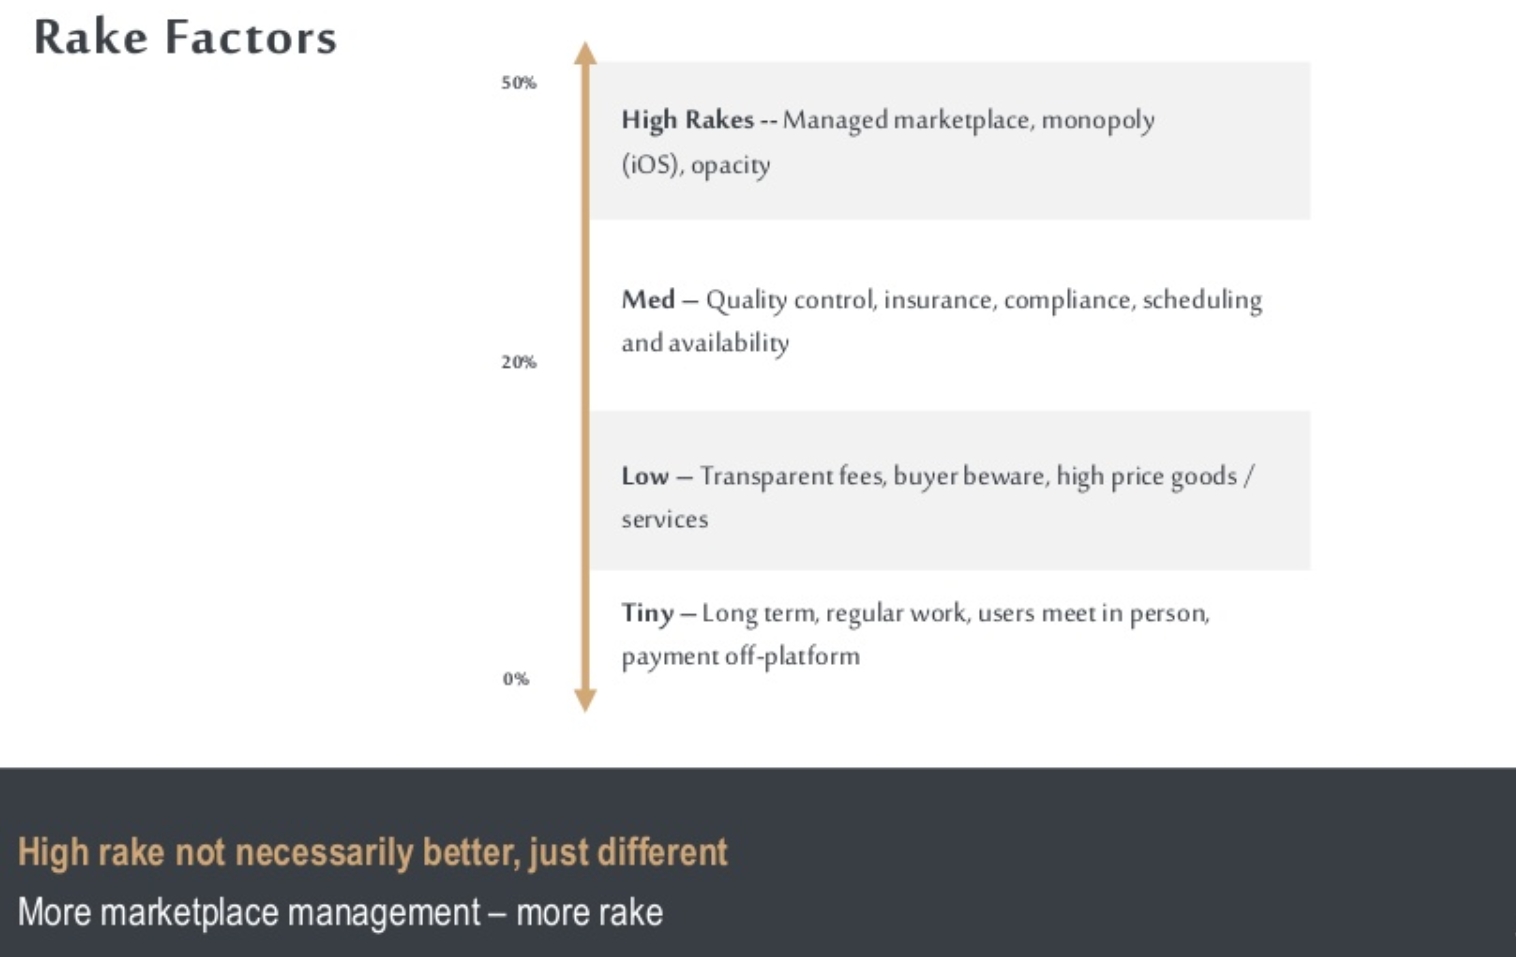 Rake Factors
50%
High Rakes -- Managed marketplace, monopoly
(iOS), opacity
Med – Quality control, insurance, compliance, scheduling
and availability
20%
Low – Transparent fees, buyer beware, high price goods /
services
Tiny – Long term, regular work, users meet in person,
payment off-platform
0%
High rake not necessarily better, just different
More marketplace management – more rake